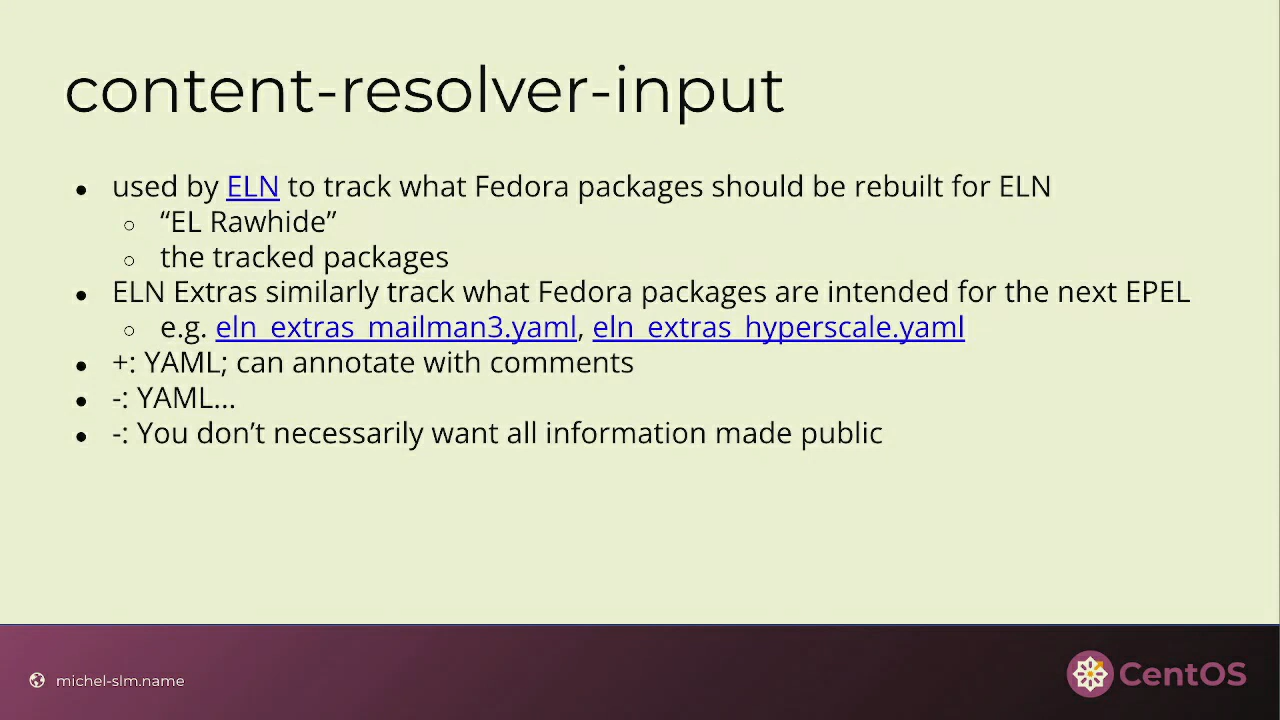 content-resolver-input
● used by ELN to track what Fedora packages should be rebuilt for ELN
○ “EL Rawhide”
○ the tracked packages
● ELN Extras similarly track what Fedora packages are intended for the next EPEL
○ e.g. eln_extras_mailman3.yaml, eln_extras_hyperscale.yaml
● +: YAML; can annotate with comments
● -: YAML...
● -: You don’t necessarily want all information made public
michel-slm.name
CentOS